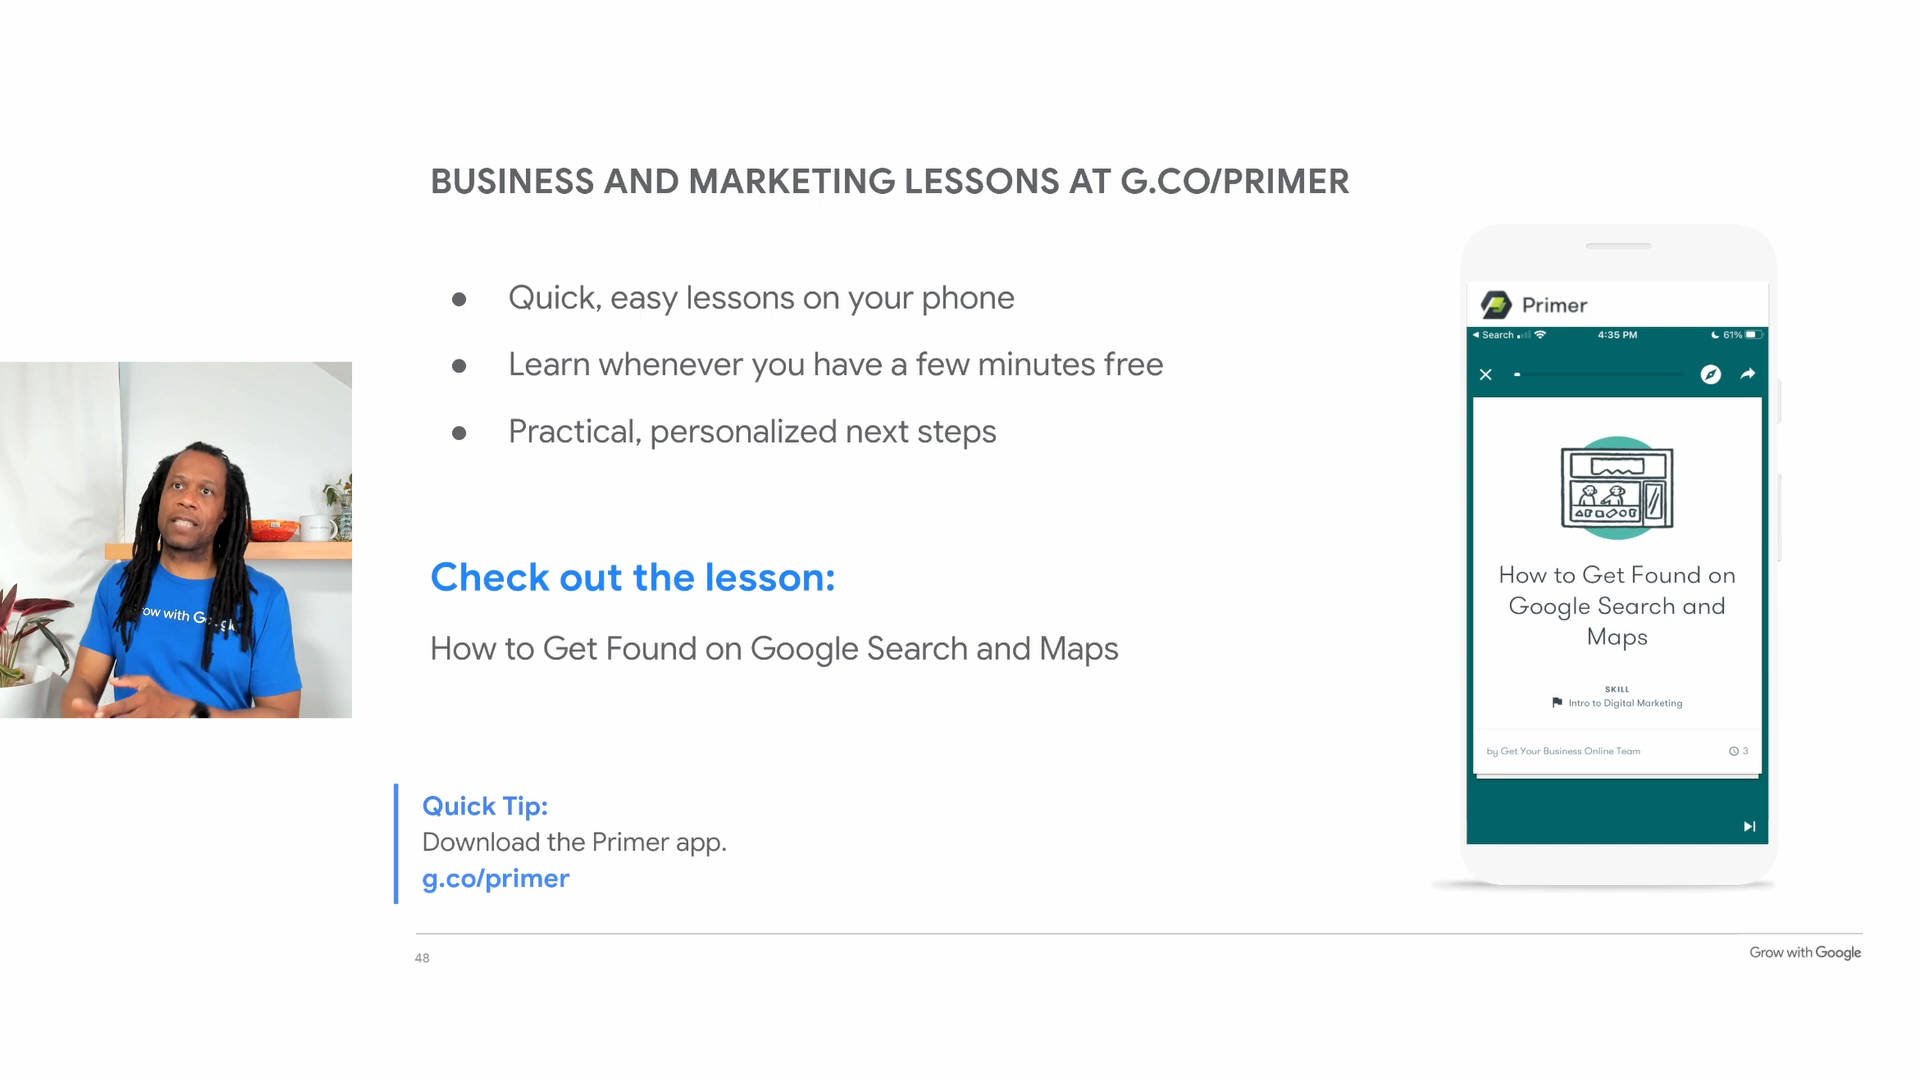 BUSINESS AND MARKETING LESSONS AT G.CO/PRIMER
● Quick, easy lessons on your phone
● Learn whenever you have a few minutes free
● Practical, personalized next steps
Check out the lesson:
How to Get Found on Google Search and Maps
Quick Tip:
Download the Primer app.
g.co/primer
48
Grow with Google
Primer
Search
4:35 PM
61%
How to Get Found on
Google Search and
Maps
SKILL
Intro to Digital Marketing
by Get Your Business Online Team
3
row with Google